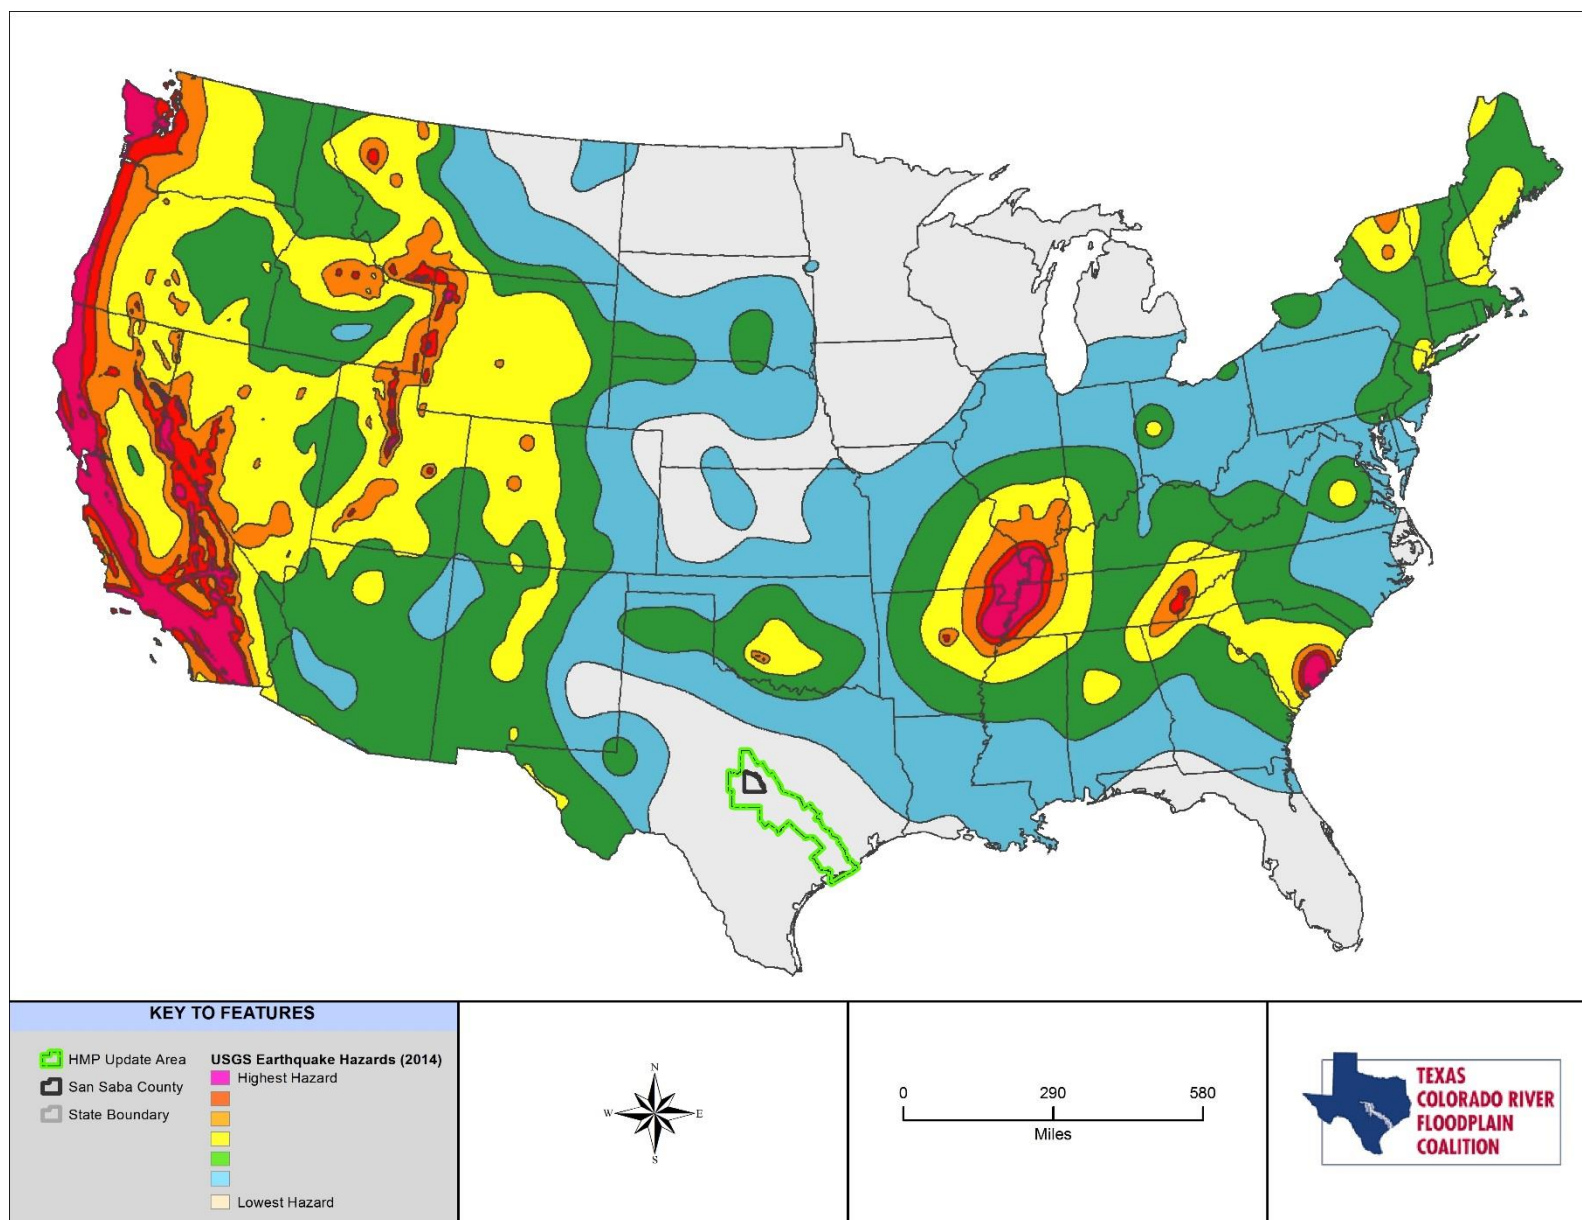 KEY TO FEATURES
HMP Update Area
San Saba County
State Boundary
USGS Earthquake Hazards (2014)
Highest Hazard
Lowest Hazard
N
W
E
S
0 290 580
Miles
TEXAS
COLORADO RIVER
FLOODPLAIN
COALITION